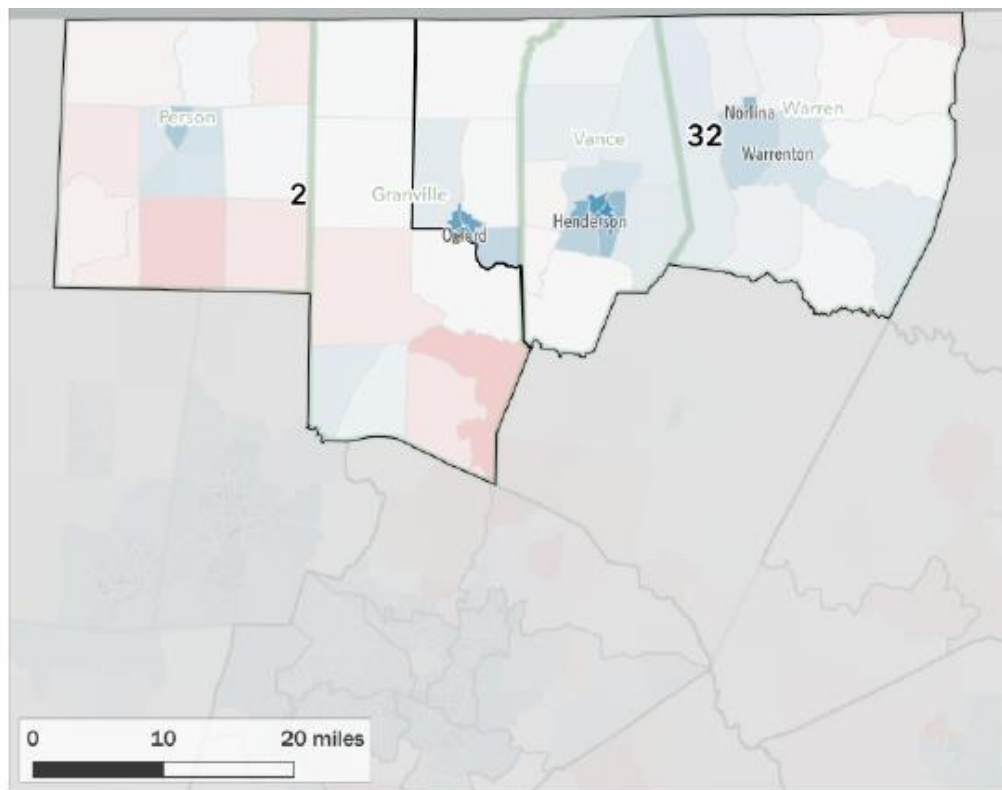 Person
2
Granville
Oxford
Vance
Henderson
32
Norlina
Warren
Warrenton
0 10 20 miles